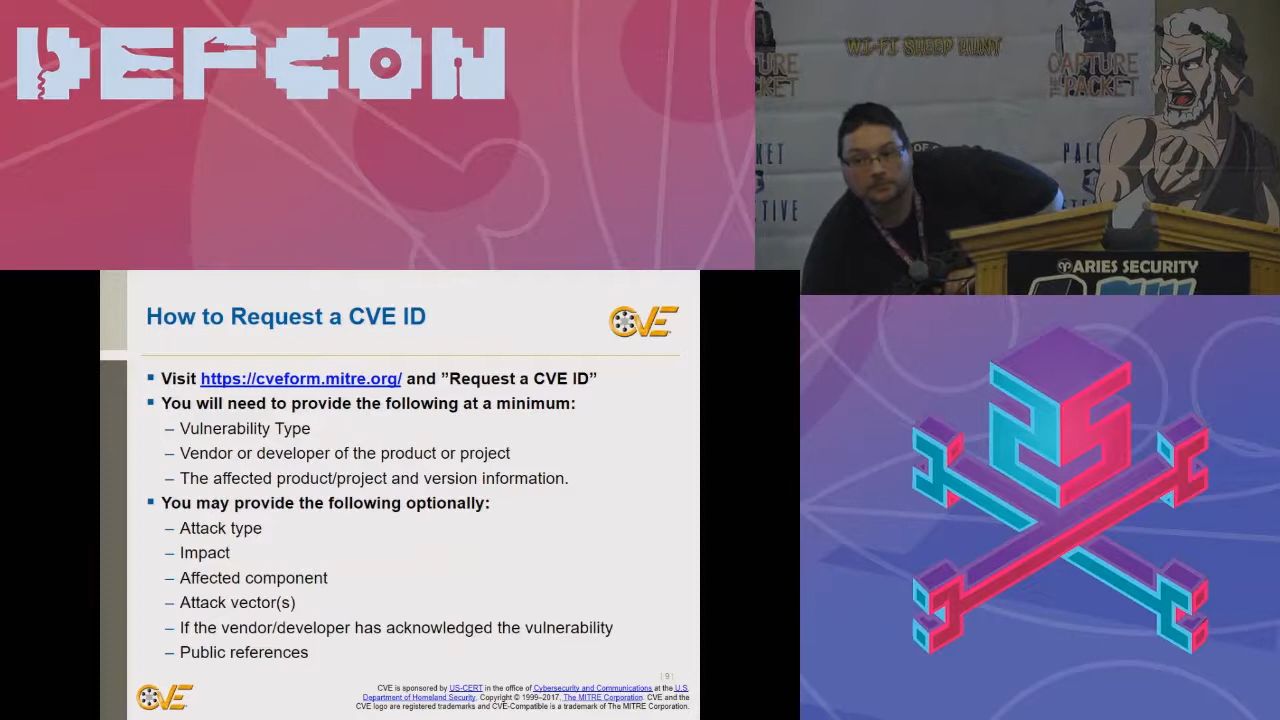 DEFCON
WI-FI SHEEP HUNT
CAPTURE
THE PACKET
ARIES SECURITY
25
How to Request a CVE ID
CVE
▪ Visit https://cveform.mitre.org/ and ”Request a CVE ID”
▪ You will need to provide the following at a minimum:
– Vulnerability Type
– Vendor or developer of the product or project
– The affected product/project and version information.
▪ You may provide the following optionally:
– Attack type
– Impact
– Affected component
– Attack vector(s)
– If the vendor/developer has acknowledged the vulnerability
– Public references
| 9 |
CVE
CVE is sponsored by US-CERT in the office of Cybersecurity and Communications at the U.S.
Department of Homeland Security. Copyright © 1999–2017, The MITRE Corporation. CVE and the
CVE logo are registered trademarks and CVE-Compatible is a trademark of The MITRE Corporation.